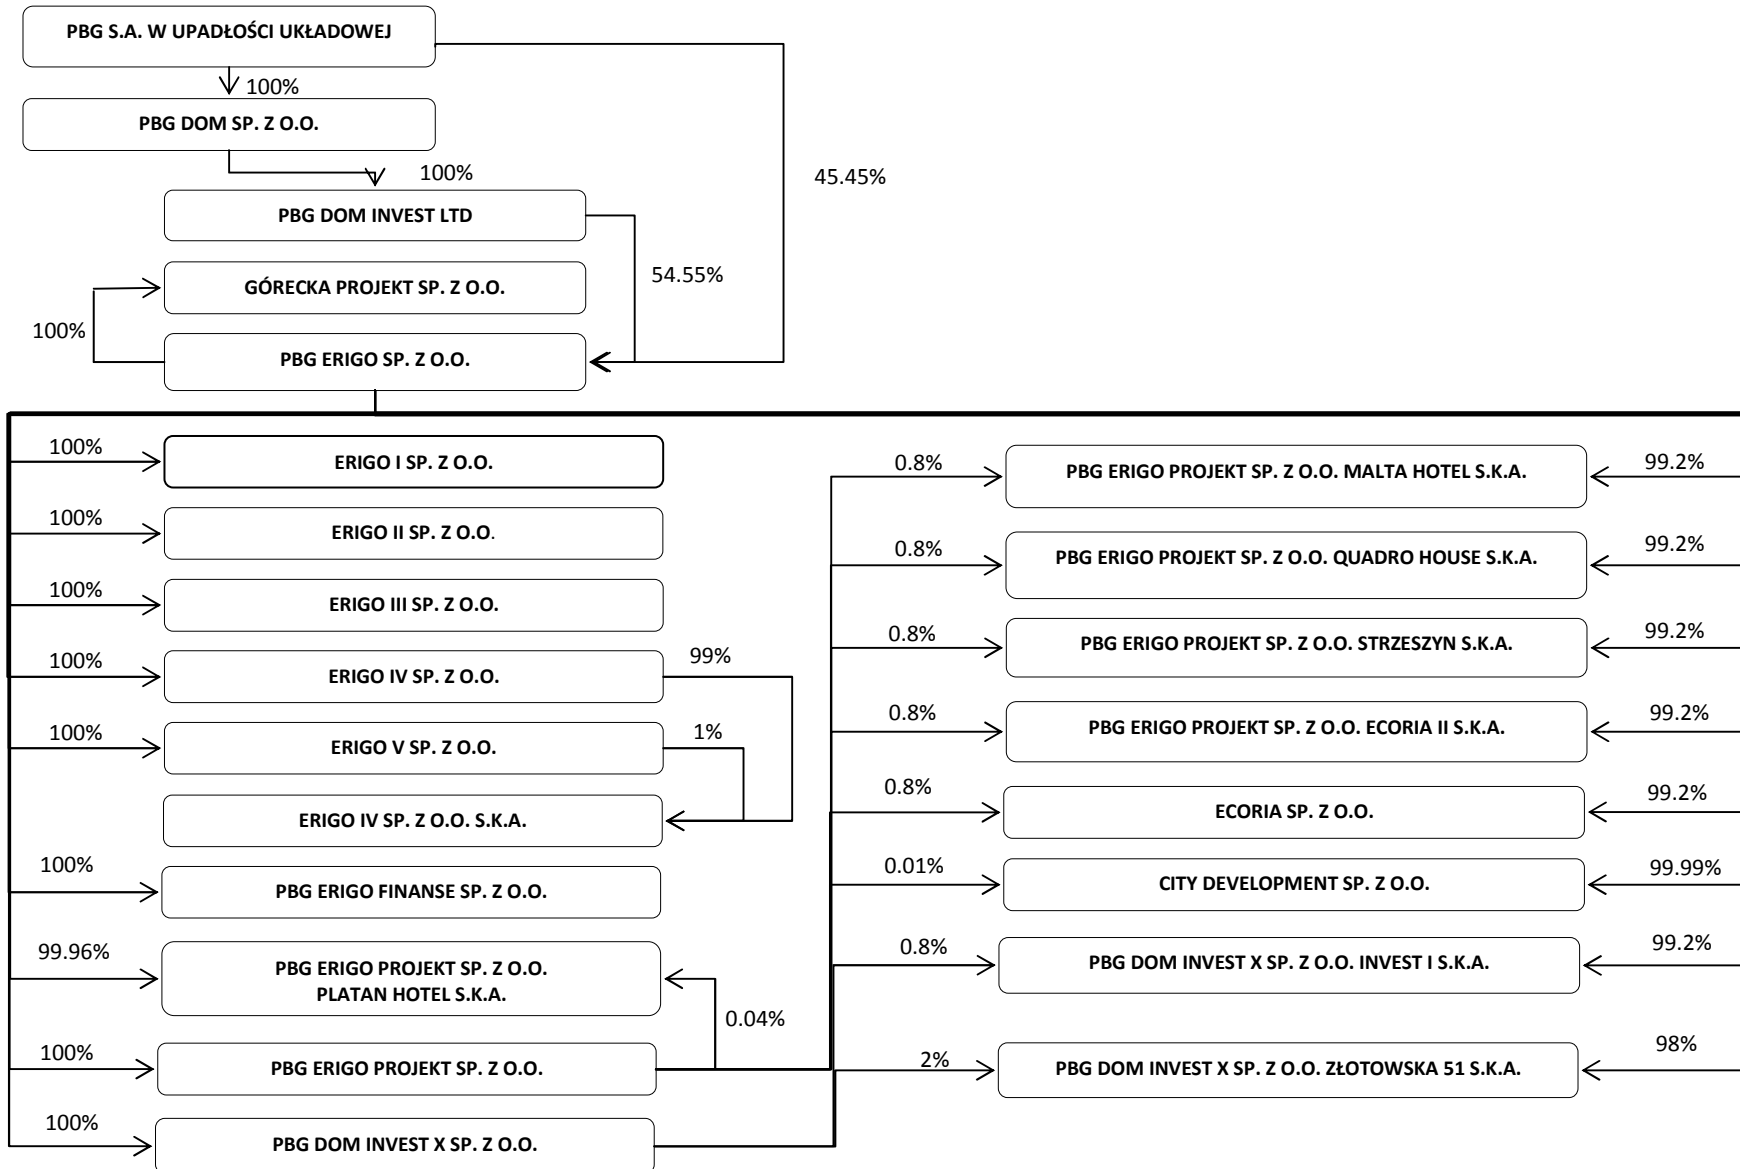 PBG S.A. W UPADŁOŚCI UKŁADOWEJ
100%
PBG DOM SP. Z O.O.
100%
45.45%
PBG DOM INVEST LTD
54.55%
GÓRECKA PROJEKT SP. Z O.O.
100%
PBG ERIGO SP. Z O.O.
100%
ERIGO I SP. Z O.O.
100%
ERIGO II SP. Z O.O.
100%
ERIGO III SP. Z O.O.
100%
ERIGO IV SP. Z O.O.
99%
100%
ERIGO V SP. Z O.O.
1%
ERIGO IV SP. Z O.O. S.K.A.
100%
PBG ERIGO FINANSE SP. Z O.O.
99.96%
PBG ERIGO PROJEKT SP. Z O.O.
PLATAN HOTEL S.K.A.
0.04%
100%
PBG ERIGO PROJEKT SP. Z O.O.
100%
PBG DOM INVEST X SP. Z O.O.
0.8%
PBG ERIGO PROJEKT SP. Z O.O. MALTA HOTEL S.K.A.
99.2%
0.8%
PBG ERIGO PROJEKT SP. Z O.O. QUADRO HOUSE S.K.A.
99.2%
0.8%
PBG ERIGO PROJEKT SP. Z O.O. STRZESZYN S.K.A.
99.2%
0.8%
PBG ERIGO PROJEKT SP. Z O.O. ECORIA II S.K.A.
99.2%
0.8%
ECORIA SP. Z O.O.
99.2%
0.01%
CITY DEVELOPMENT SP. Z O.O.
99.99%
0.8%
PBG DOM INVEST X SP. Z O.O. INVEST I S.K.A.
99.2%
2%
PBG DOM INVEST X SP. Z O.O. ZŁOTOWSKA 51 S.K.A.
98%